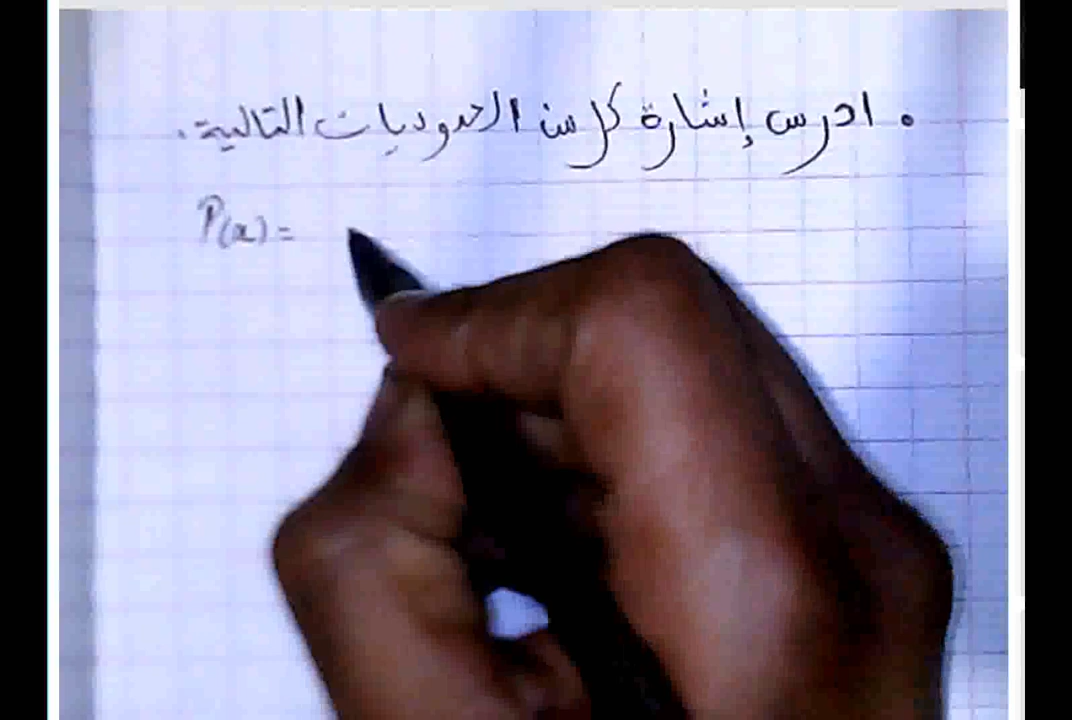 • ادرس إشارة كل من الحدوديات التالية.
P(x) =